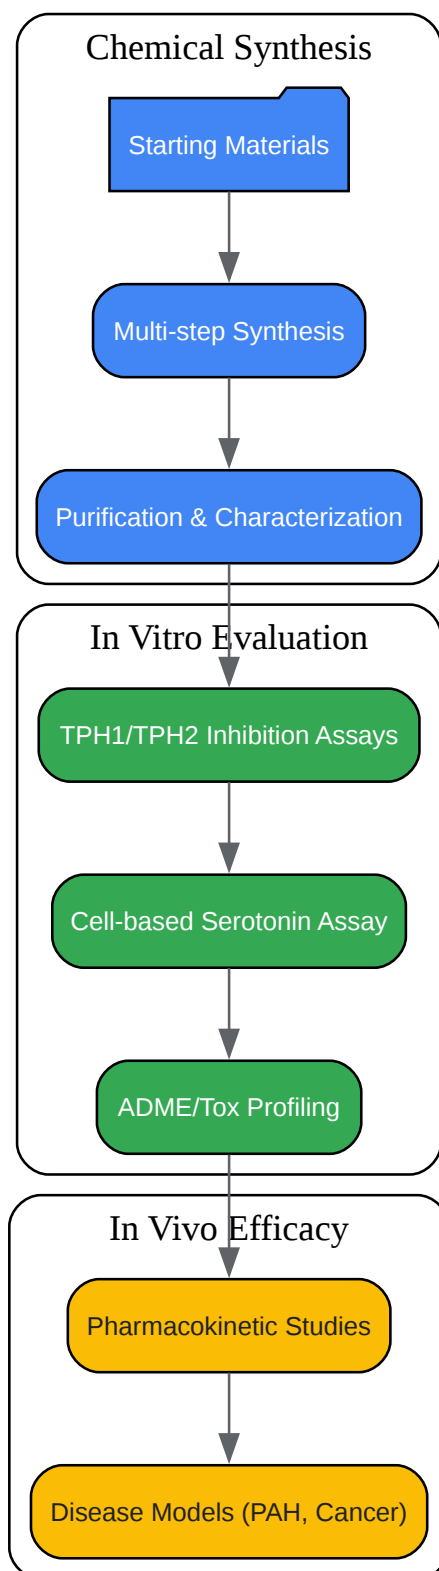 Chemical Synthesis
Starting Materials
Multi-step Synthesis
Purification & Characterization
In Vitro Evaluation
TPH1/TPH2 Inhibition Assays
Cell-based Serotonin Assay
ADME/Tox Profiling
In Vivo Efficacy
Pharmacokinetic Studies
Disease Models (PAH, Cancer)